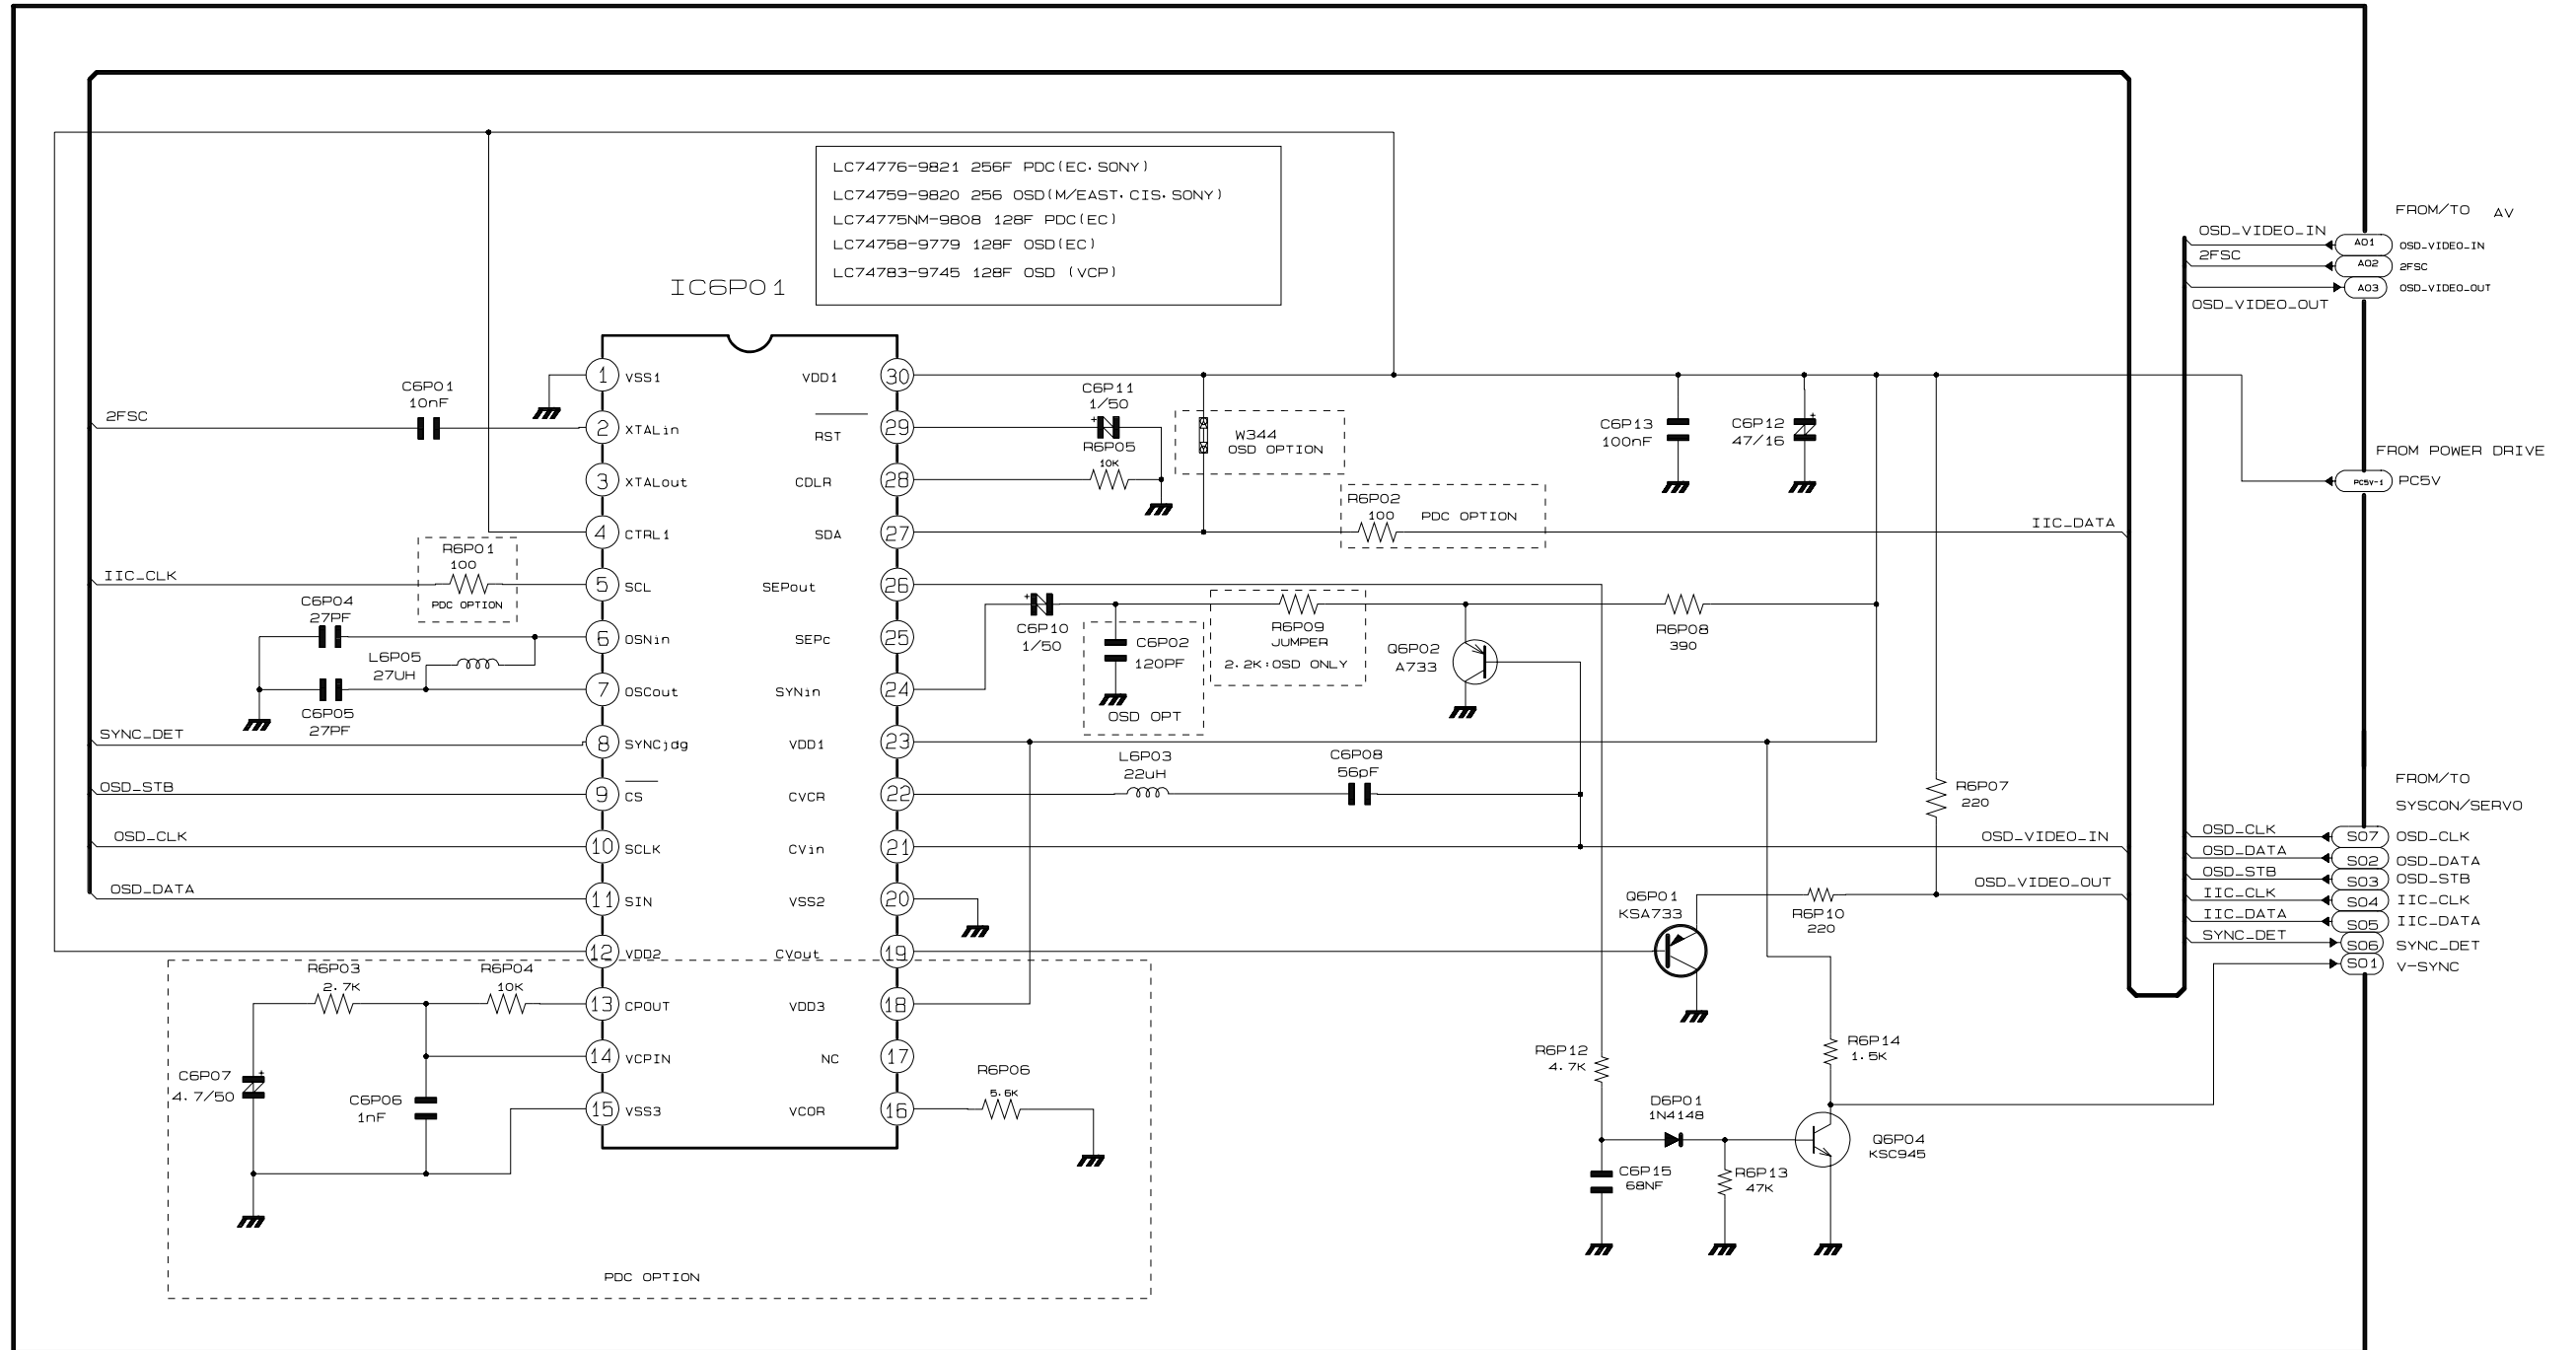 LC74776-9821 256F PDC(EC.SONY)
LC74759-9820 256 OSD(M/EAST.CIS.SONY)
LC74775NM-9808 128F PDC(EC)
LC74758-9779 128F OSD(EC)
LC74783-9745 128F OSD (VCP)
IC6P01
1 VSS1
2 XTALin
3 XTALout
4 CTRL1
5 SCL
6 OSNin
7 OSCout
8 SYNCjdg
9 CS
10 SCLK
11 SIN
12 VDD2
13 CPOUT
14 VCPIN
15 VSS3
VDD1 30
RST 29
CDLR 28
SDA 27
SEPout 26
SEPc 25
SYNin 24
VDD1 23
CVCR 22
CVin 21
VSS2 20
CVout 19
VDD3 18
NC 17
VCOR 16
2FSC
C6P01
10nF
IIC_CLK
R6P01
100
PDC OPTION
C6P04
27PF
L6P05
27UH
C6P05
27PF
SYNC_DET
OSD_STB
OSD_CLK
OSD_DATA
R6P03
2.7K
R6P04
10K
C6P07
4.7/50
+
C6P06
1nF
R6P06
5.6K
PDC OPTION
C6P11
1/50
+
R6P05
10K
W344
OSD OPTION
R6P02
100
PDC OPTION
C6P13
100nF
C6P12
47/16
+
IIC_DATA
+
C6P10
1/50
C6P02
120PF
OSD OPT
R6P09
JUMPER
2.2K:OSD ONLY
Q6P02
A733
R6P08
390
L6P03
22uH
C6P08
56pF
R6P07
220
OSD_VIDEO_IN
OSD_VIDEO_OUT
Q6P01
KSA733
R6P10
220
R6P12
4.7K
R6P14
1.5K
D6P01
1N4148
C6P15
68NF
R6P13
47K
Q6P04
KSC945
FROM/TO AV
OSD_VIDEO_IN
A01 OSD_VIDEO_IN
2FSC
A02 2FSC
A03 OSD_VIDEO_OUT
OSD_VIDEO_OUT
FROM POWER DRIVE
PC5V-1 PC5V
FROM/TO
SYSCON/SERVO
OSD_CLK S07 OSD_CLK
OSD_DATA S02 OSD_DATA
OSD_STB S03 OSD_STB
IIC_CLK S04 IIC_CLK
IIC_DATA S05 IIC_DATA
SYNC_DET S06 SYNC_DET
S01 V-SYNC